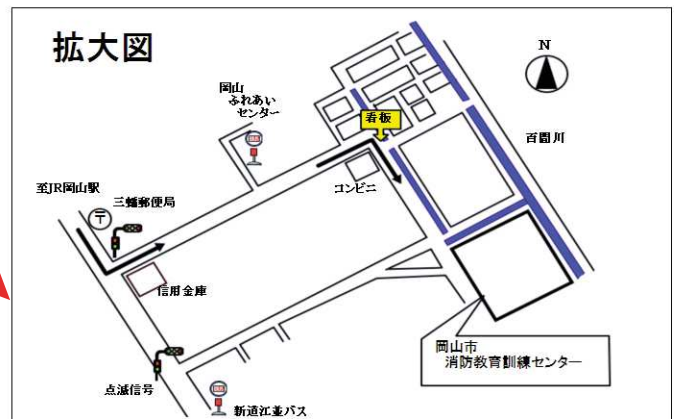 拡大図
岡山
ふれあい
センター
N
看板
百間川
コンビニ
至JR岡山駅
三幡郵便局
〒
信用金庫
岡山市
消防教育訓練センター
点滅信号
新道江並バス